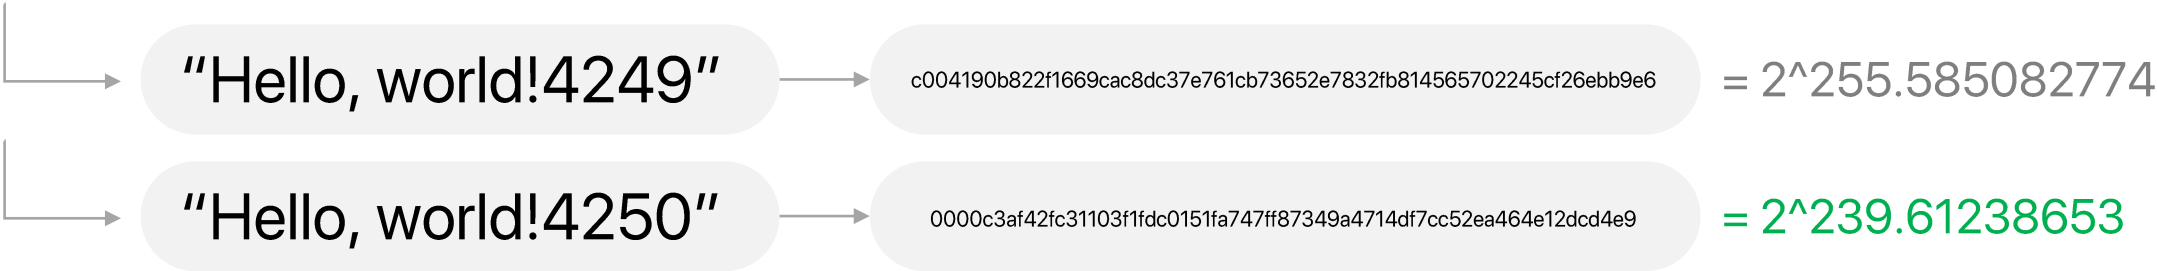 “Hello, world!4249” c004190b822f1669cac8dc37e761cb73652e7832fb814565702245cf26ebb9e6 = 2^255.585082774
“Hello, world!4250” 0000c3af42fc31103f1fdc0151fa747ff87349a4714df7cc52ea464e12dcd4e9 = 2^239.61238653